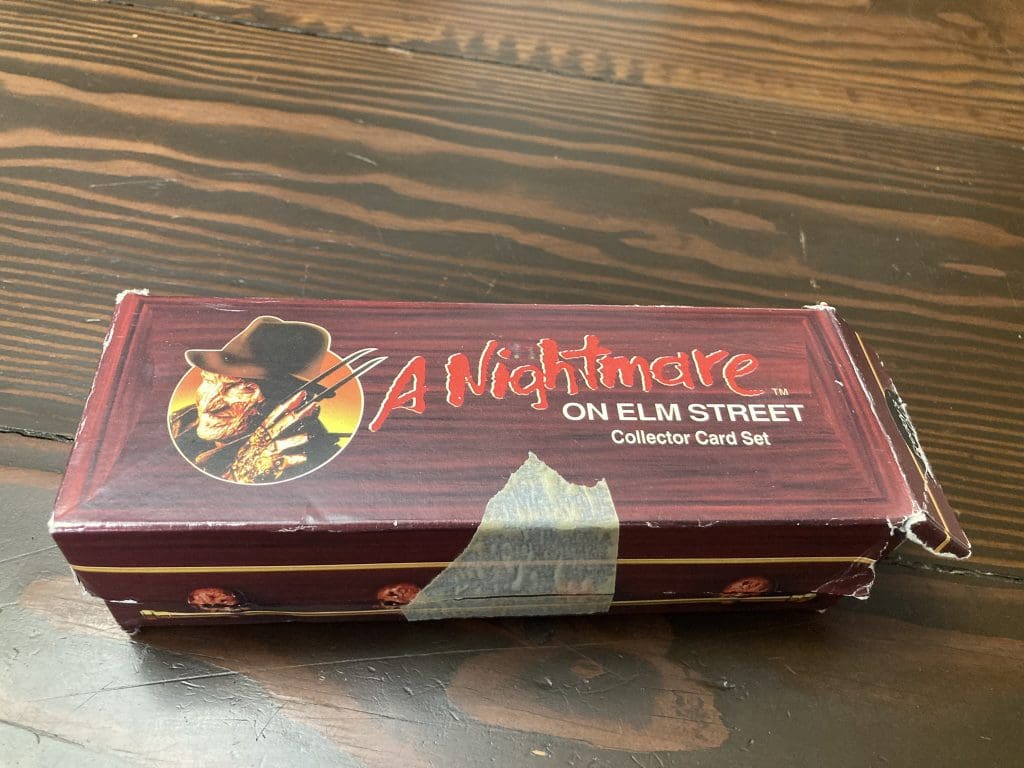 A Nightmare™
ON ELM STREET
Collector Card Set